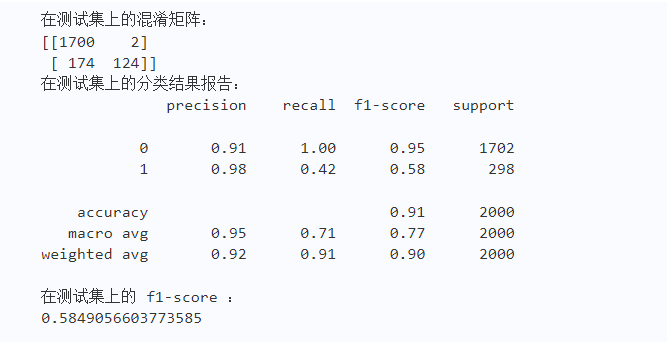 在测试集上的混淆矩阵：
[[1700    2]
 [ 174  124]]
在测试集上的分类结果报告：
              precision    recall  f1-score   support

           0       0.91      1.00      0.95      1702
           1       0.98      0.42      0.58       298

    accuracy                           0.91      2000
   macro avg       0.95      0.71      0.77      2000
weighted avg       0.92      0.91      0.90      2000

在测试集上的 f1-score ：
0.5849056603773585